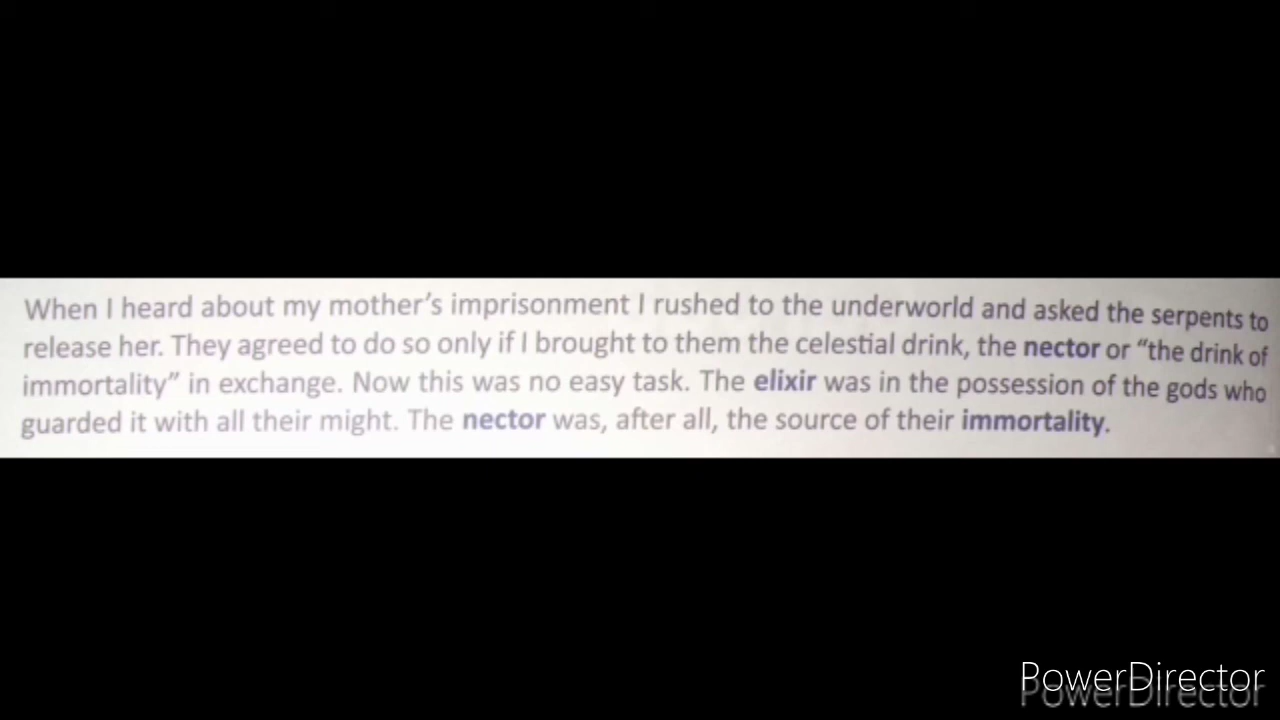 When I heard about my mother's imprisonment I rushed to the underworld and asked the serpents to
release her. They agreed to do so only if I brought to them the celestial drink, the nector or “the drink of
immortality” in exchange. Now this was no easy task. The elixir was in the possession of the gods who
guarded it with all their might. The nector was, after all, the source of their immortality.
PowerDirector